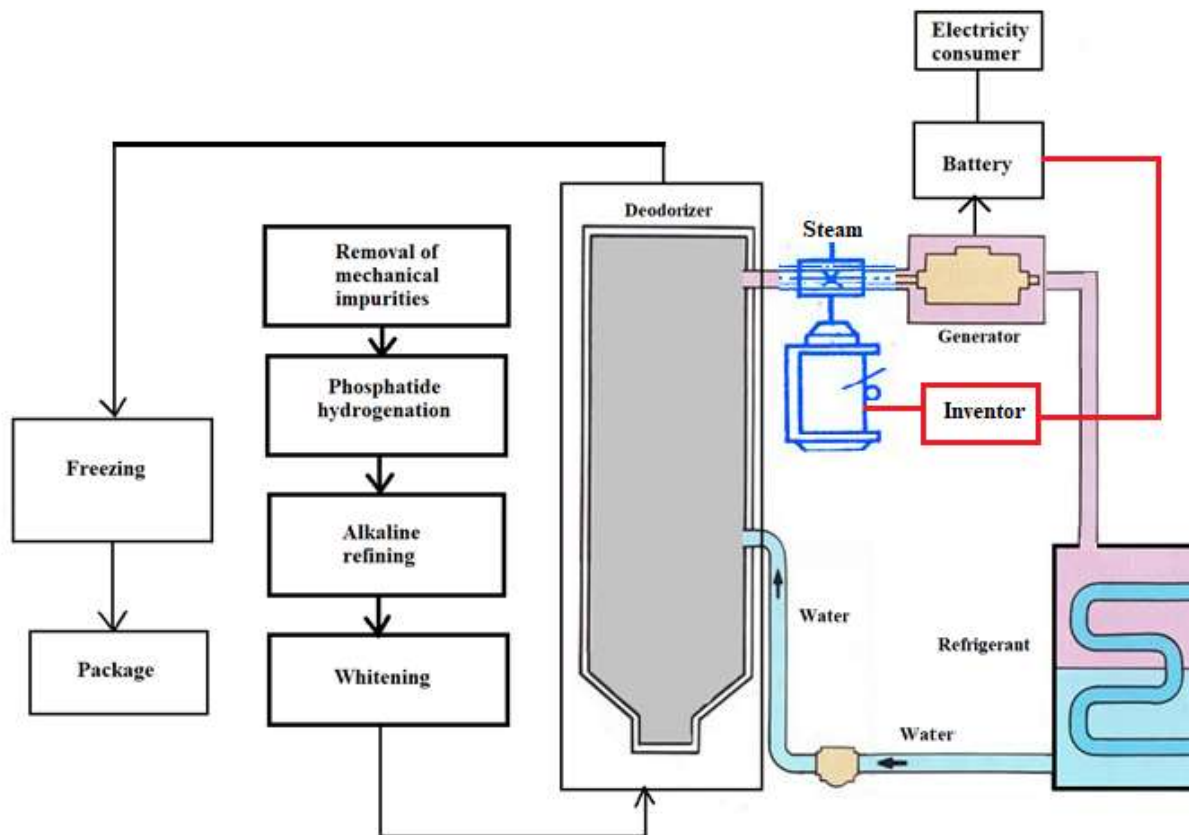 Electricity
consumer
Battery
Deodorizer
Steam
Generator
Removal of
mechanical
impurities
Phosphatide
hydrogenation
Inventor
Freezing
Alkaline
refining
Water
Refrigerant
Package
Whitening
Water